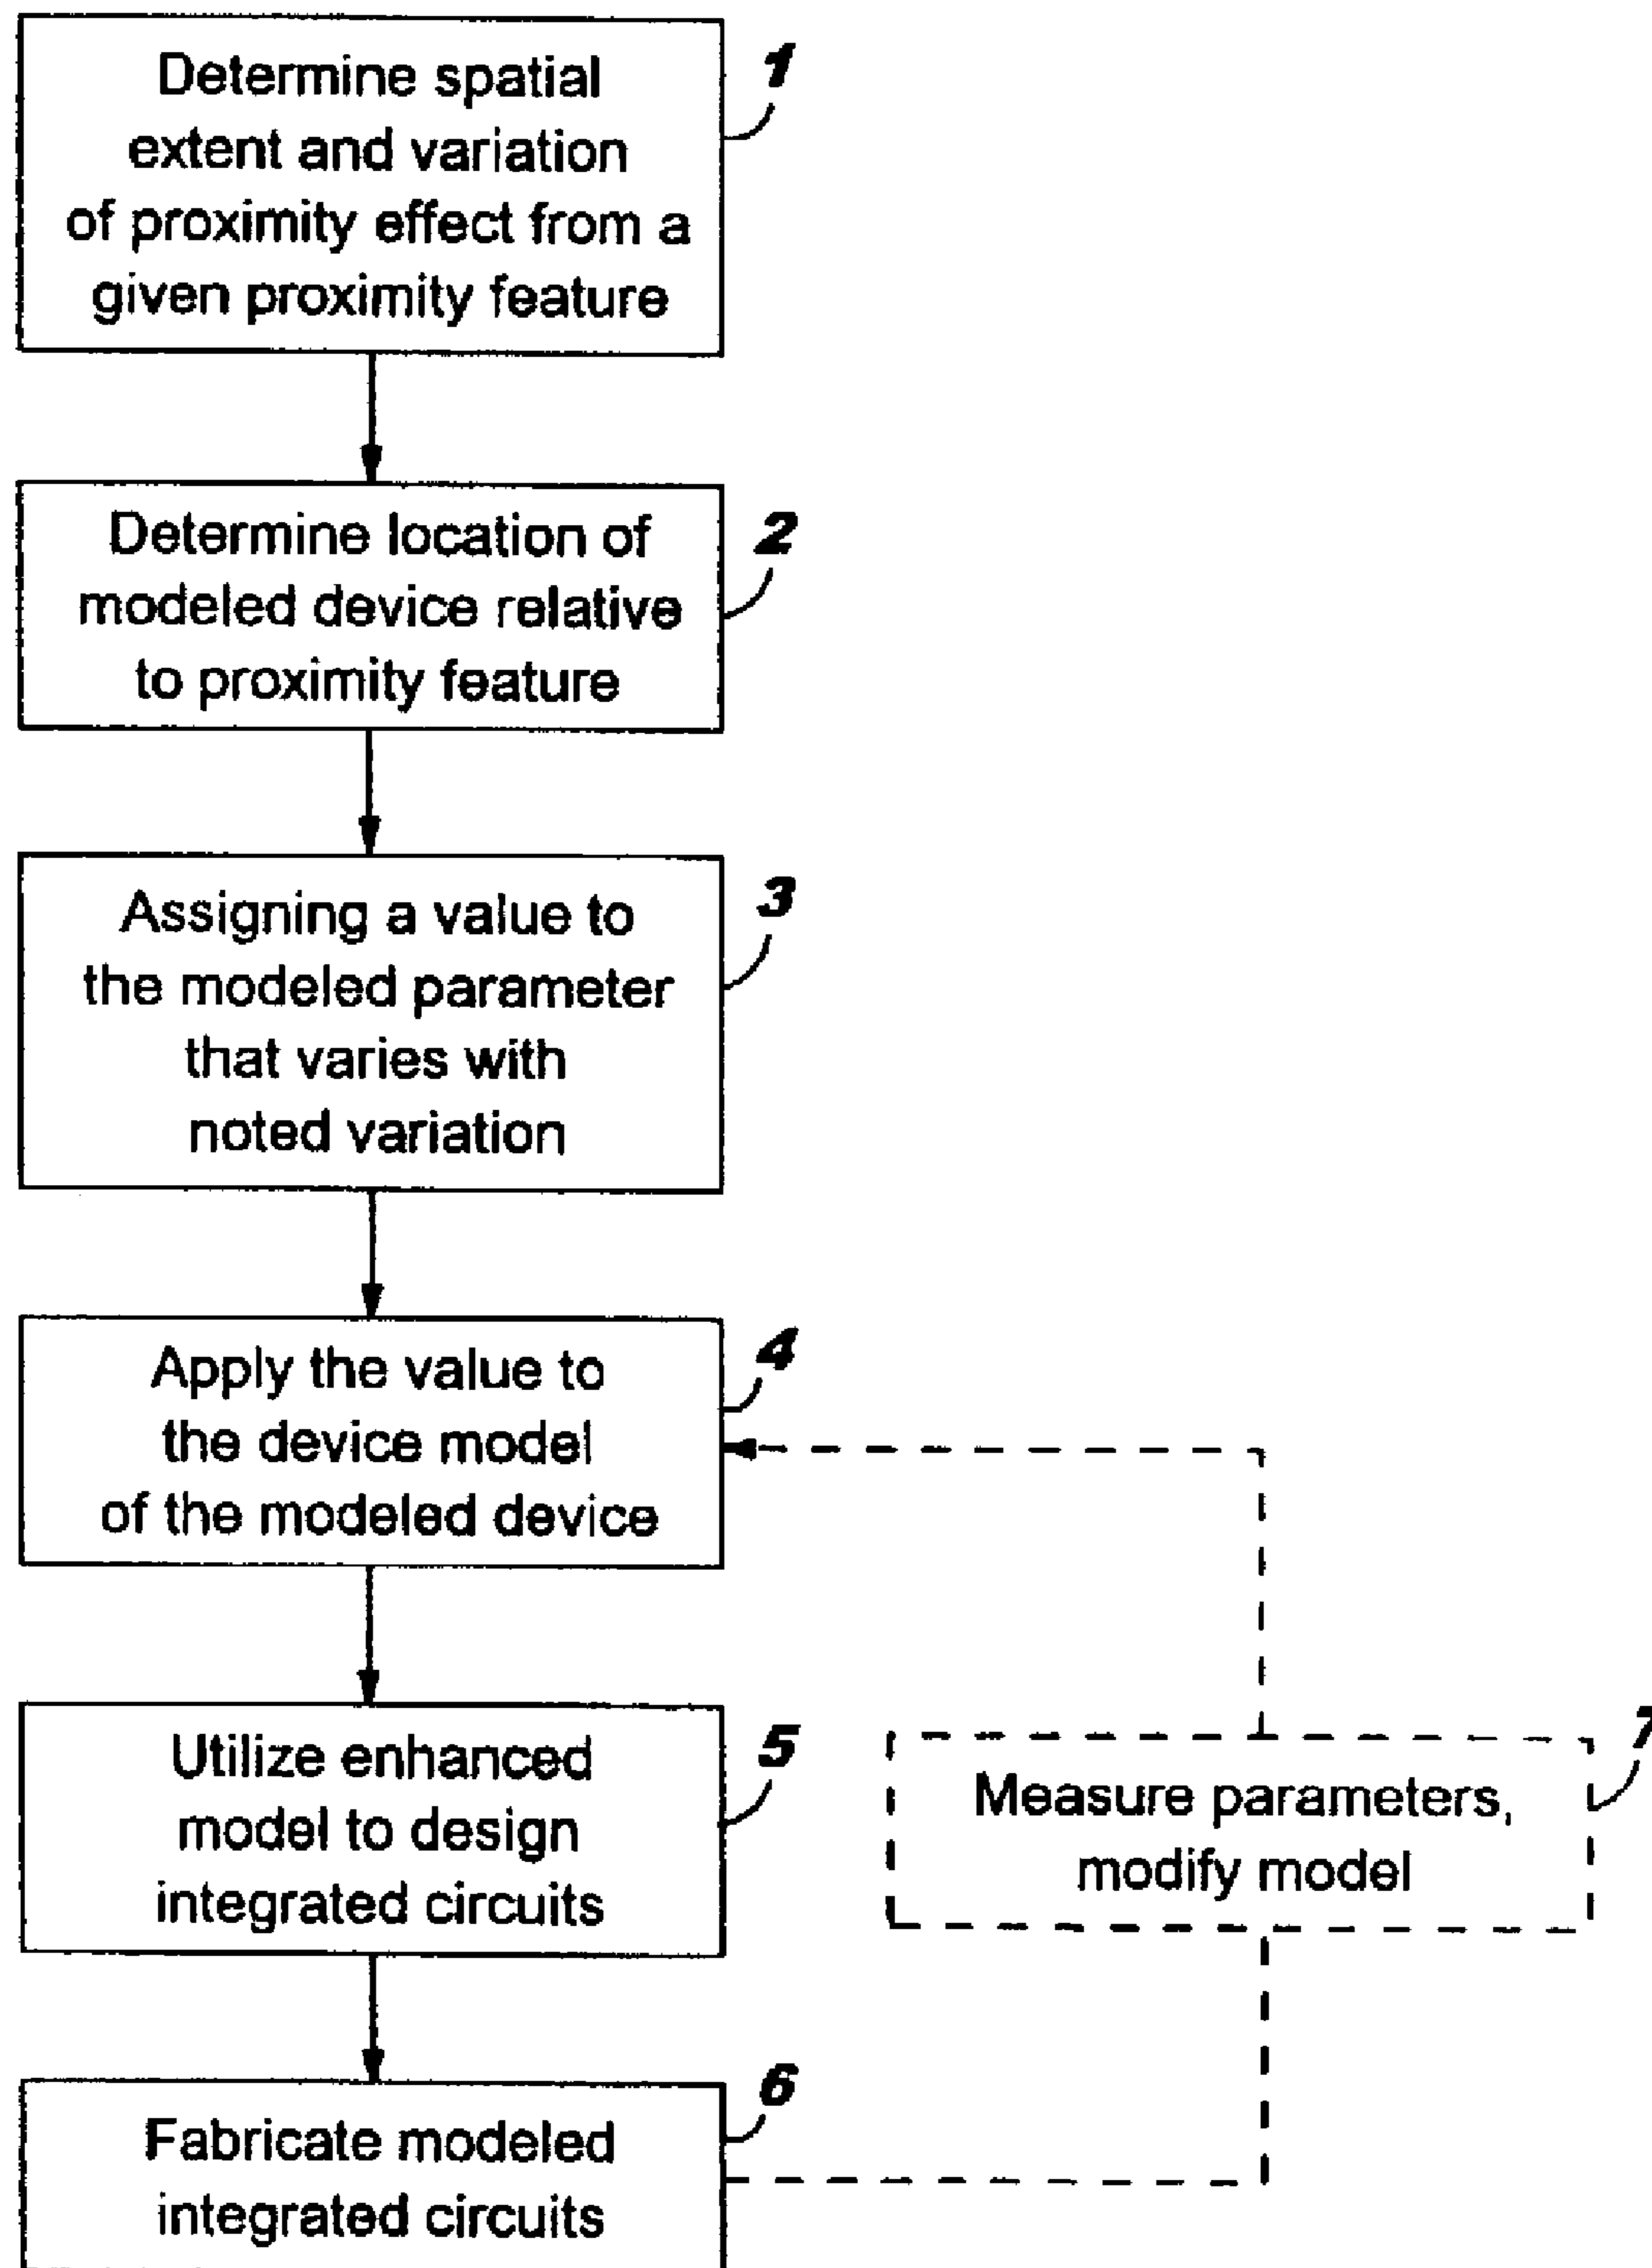 Determine spatial
extent and variation
of proximity effect from a
given proximity feature
1
Determine location of
modeled device relative
to proximity feature
2
Assigning a value to
the modeled parameter
that varies with
noted variation
3
Apply the value to
the device model
of the modeled device
4
Utilize enhanced
model to design
integrated circuits
5
Measure parameters,
modify model
7
Fabricate modeled
integrated circuits
6